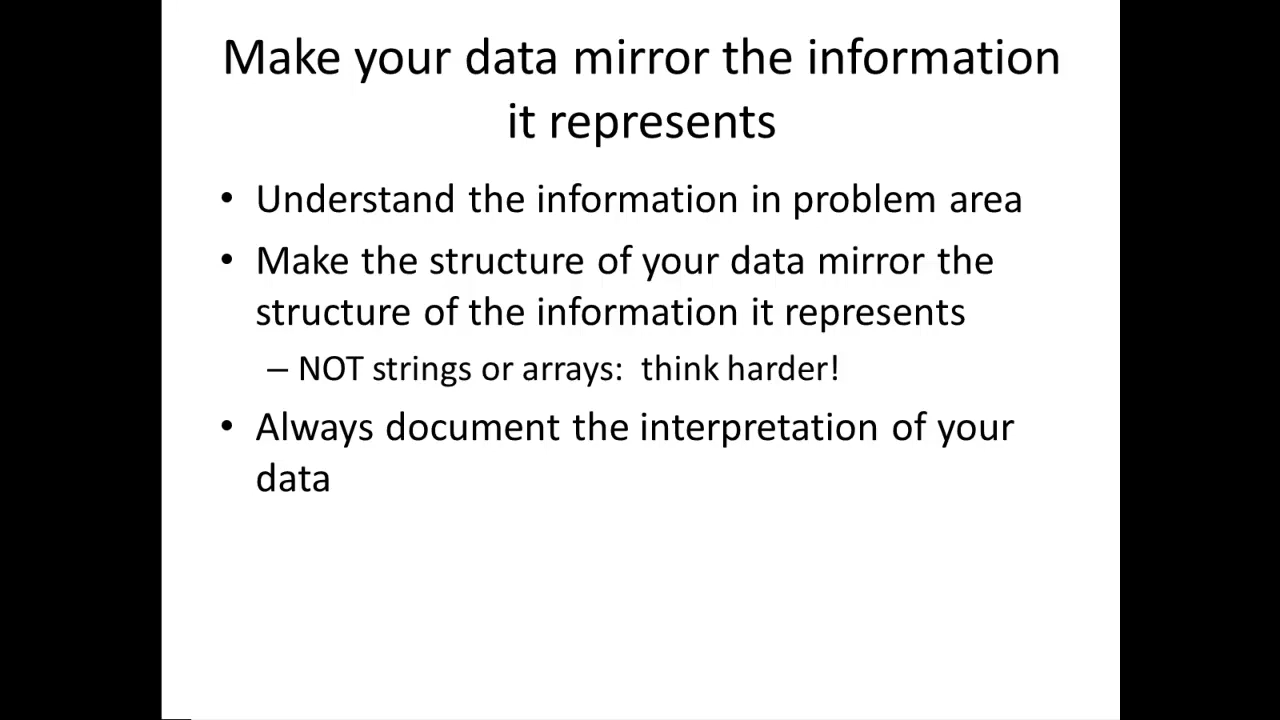 Make your data mirror the information
it represents
• Understand the information in problem area
• Make the structure of your data mirror the
structure of the information it represents
– NOT strings or arrays: think harder!
• Always document the interpretation of your
data